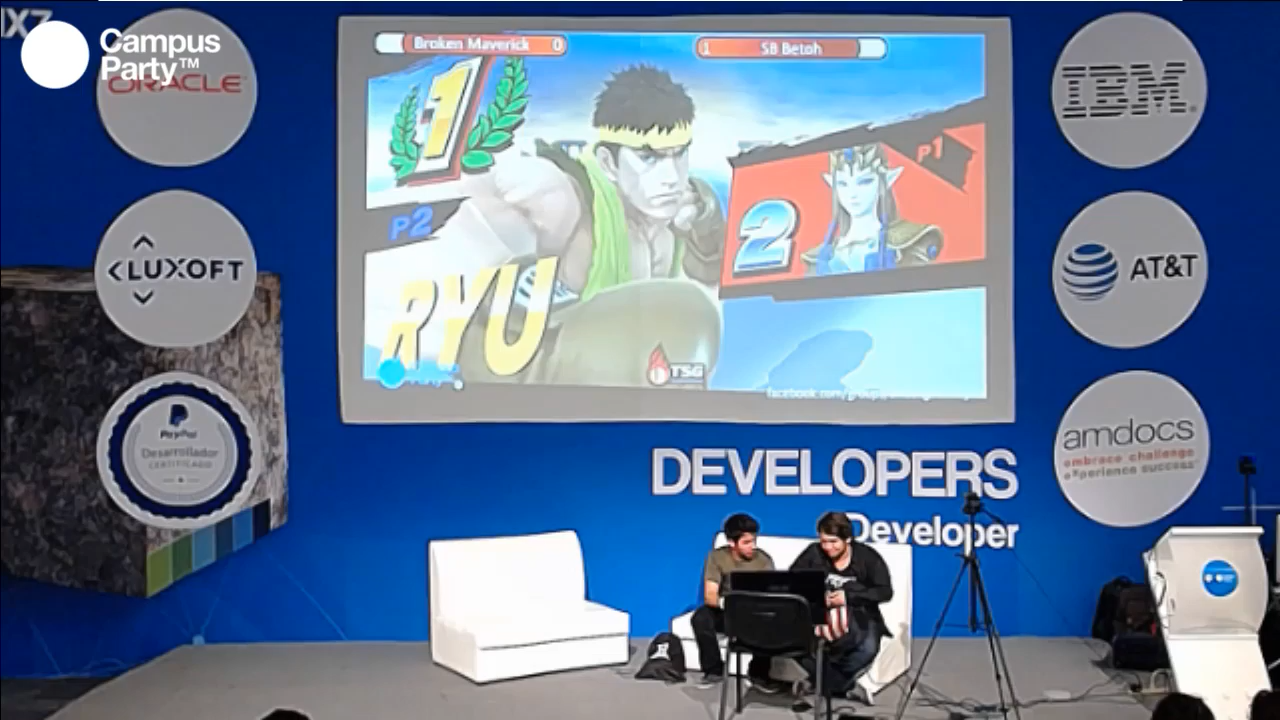 Campus
Party™
ORACLE
<LUXOFT
PayPal
Desarrollador
CERTIFICADO
Broken Maverick 0
1 SB Betoh
1
P2
RYU
P1
2
TSG
DEVELOPERS
Developer
IBM®
AT&T
amdocs
embrace challenge
experience success